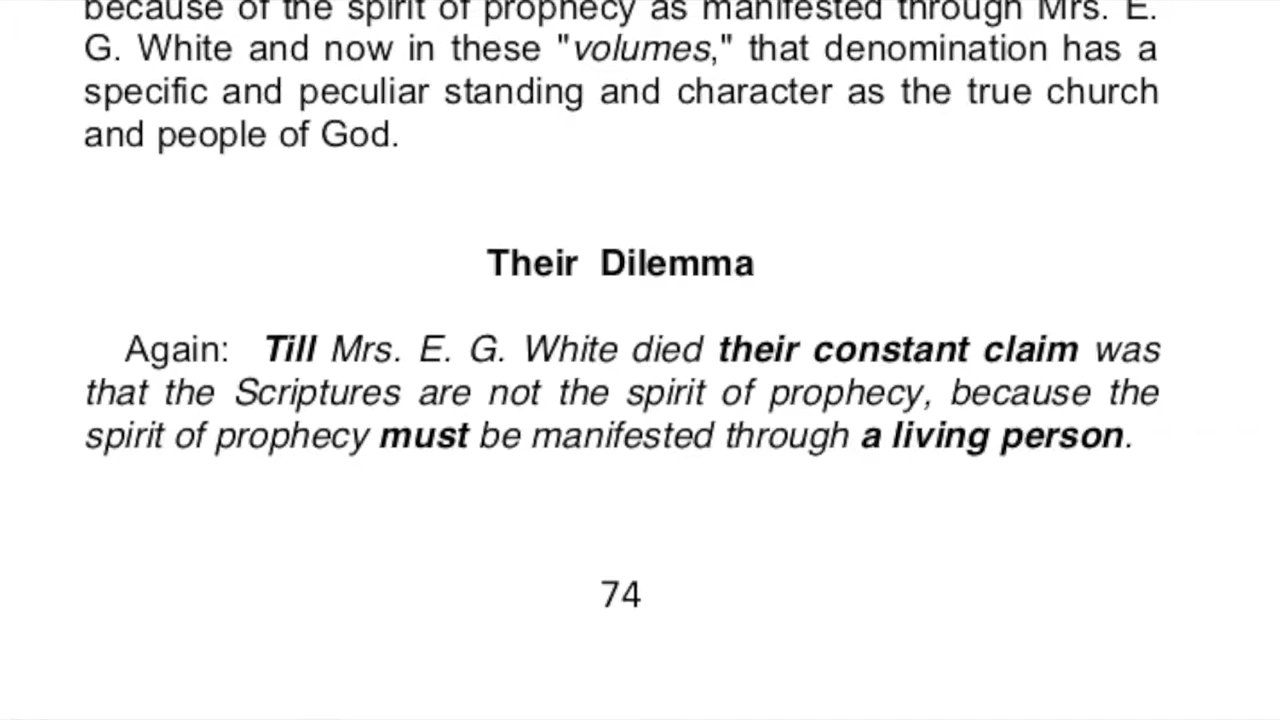 because of the spirit of prophecy as manifested through Mrs. E.
G. White and now in these "volumes," that denomination has a
specific and peculiar standing and character as the true church
and people of God.
Their Dilemma
Again: Till Mrs. E. G. White died their constant claim was
that the Scriptures are not the spirit of prophecy, because the
spirit of prophecy must be manifested through a living person.
74